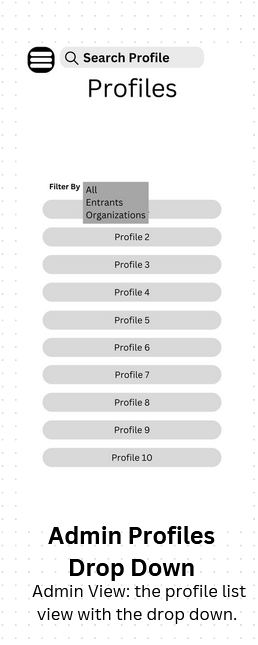 Search Profile
Profiles
Filter By
All
Entrants
Organizations
Profile 2
Profile 3
Profile 4
Profile 5
Profile 6
Profile 7
Profile 8
Profile 9
Profile 10
Admin Profiles
Drop Down
Admin View: the profile list
view with the drop down.